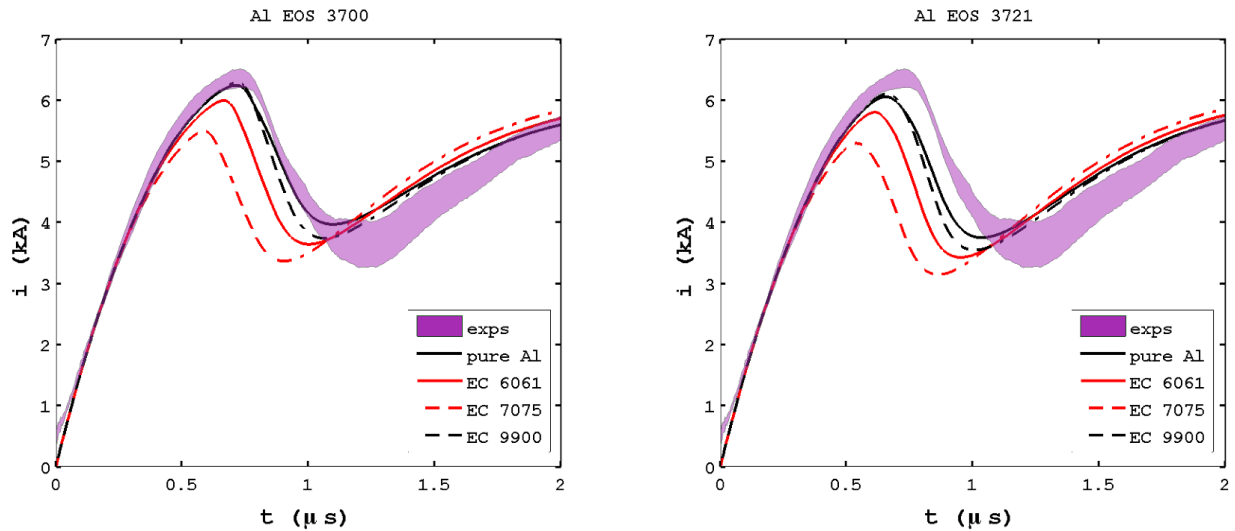 Al EOS 3700
7
6
5
4
3
2
1
0
i (kA)
0
0.5
1
1.5
2
t (μs)
exps
pure Al
EC 6061
EC 7075
EC 9900
Al EOS 3721
7
6
5
4
3
2
1
0
i (kA)
0
0.5
1
1.5
2
t (μs)
exps
pure Al
EC 6061
EC 7075
EC 9900